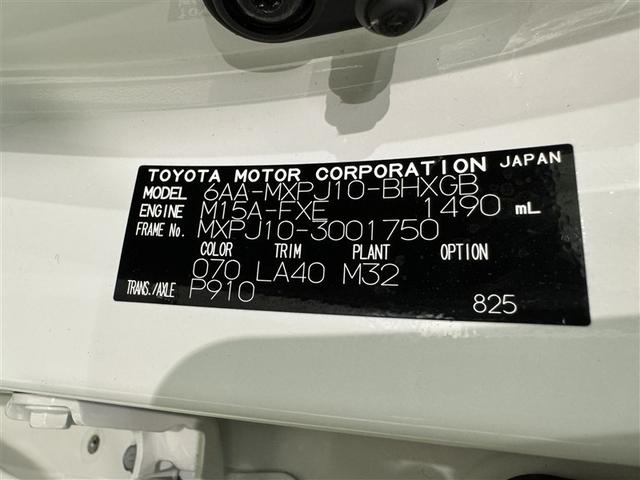 TOYOTA MOTOR CORPORATION JAPAN
MODEL 6AA-MXPJ10-BHXGB
ENGINE M15A-FXE 1490 mL
FRAME No. MXPJ10-3001750
COLOR TRIM PLANT OPTION
070 LA40 M32
TRANS./AXLE P910
825